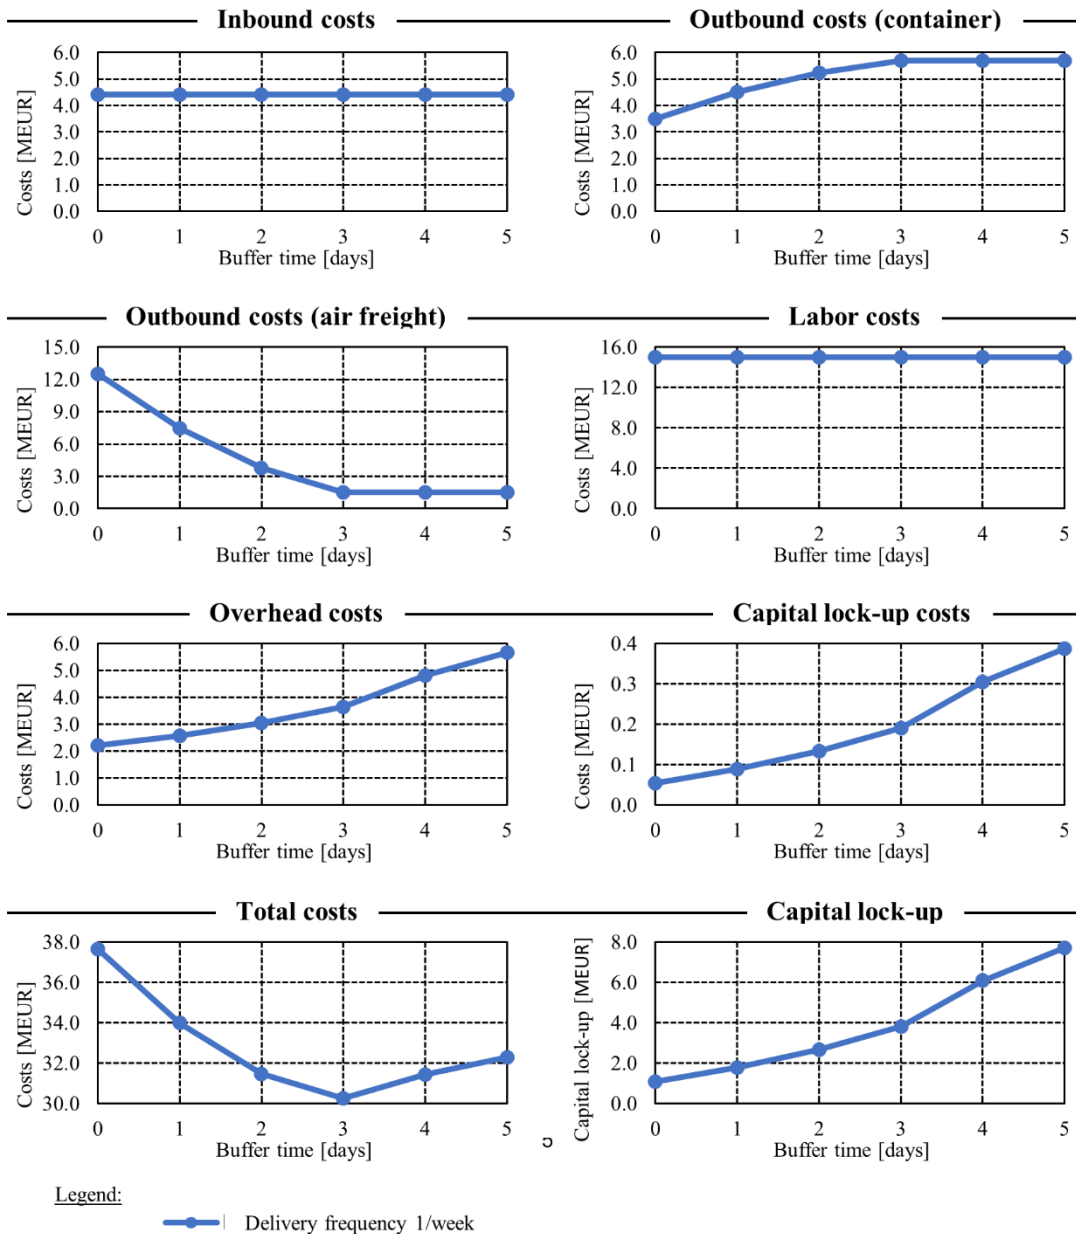 Inbound costs
Outbound costs (container)
Costs [MEUR]
6.0
5.0
4.0
3.0
2.0
1.0
0.0
0 1 2 3 4 5
Buffer time [days]
Costs [MEUR]
6.0
5.0
4.0
3.0
2.0
1.0
0.0
0 1 2 3 4 5
Buffer time [days]
Outbound costs (air freight)
Labor costs
Costs [MEUR]
15.0
12.0
9.0
6.0
3.0
0.0
0 1 2 3 4 5
Buffer time [days]
Costs [MEUR]
16.0
12.0
8.0
4.0
0.0
0 1 2 3 4 5
Buffer time [days]
Overhead costs
Capital lock-up costs
Costs [MEUR]
6.0
5.0
4.0
3.0
2.0
1.0
0.0
0 1 2 3 4 5
Buffer time [days]
Costs [MEUR]
0.4
0.3
0.2
0.1
0.0
0 1 2 3 4 5
Buffer time [days]
Total costs
Capital lock-up
Costs [MEUR]
38.0
36.0
34.0
32.0
30.0
0 1 2 3 4 5
Buffer time [days]
Capital lock-up [MEUR]
8.0
6.0
4.0
2.0
0.0
0 1 2 3 4 5
Buffer time [days]
Legend:
Delivery frequency 1/week